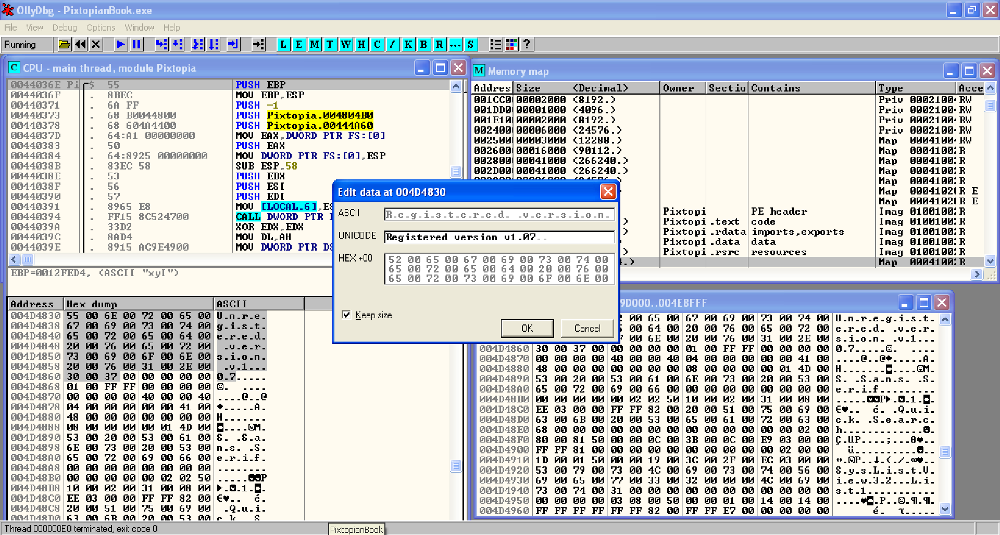 OllyDbg - PixtopianBook.exe
File View Debug Options Window Help
Running
L E M T W H C / K B R ... S ?
C CPU - main thread, module Pixtopia
0044036E Pi $ 55 PUSH EBP
0044036F . 8BEC MOV EBP,ESP
00440371 . 6A FF PUSH -1
00440373 . 68 B0044800 PUSH Pixtopia.004804B0
00440378 . 68 604A4400 PUSH Pixtopia.00444A60
0044037D . 64:A1 00000000 MOV EAX,DWORD PTR FS:[0]
00440383 . 50 PUSH EAX
00440384 . 64:8925 00000000 MOV DWORD PTR FS:[0],ESP
0044038B . 83EC 58 SUB ESP,58
0044038E . 53 PUSH EBX
0044038F . 56 PUSH ESI
00440390 . 57 PUSH EDI
00440391 . 8965 E8 MOV [LOCAL.6],ES
00440394 . FF15 8C524700 CALL DWORD PTR
0044039A . 33D2 XOR EDX,EDX
0044039C . 8AD4 MOV DL,AH
0044039E . 8915 AC9E4900 MOV DWORD PTR DS
EBP=0012FED4, (ASCII "xyI")
Address Hex dump ASCII
004D4830 55 00 6E 00 72 00 65 00 U.n.r.e.
004D4838 67 00 69 00 73 00 74 00 g.i.s.t.
004D4840 65 00 72 00 65 00 64 00 e.r.e.d.
004D4848 20 00 76 00 65 00 72 00 .v.e.r.
004D4850 73 00 69 00 6F 00 6E 00 s.i.o.n.
004D4858 20 00 76 00 31 00 2E 00 .v.1...
004D4860 30 00 37 00 00 00 00 00 0.7.....
004D4868 01 00 FF FF 00 00 00 00 ☺. ....
004D4870 00 00 00 00 40 00 00 40 ....@..@
004D4878 04 00 00 00 00 00 41 00 ♦.....A.
004D4880 48 00 00 00 00 00 00 00 H.......
004D4888 08 00 00 00 00 01 4D 00 ◘....☺M.
004D4890 53 00 20 00 53 00 61 00 S. .S.a.
004D4898 6E 00 73 00 20 00 53 00 n.s. .S.
004D48A0 65 00 72 00 69 00 66 00 e.r.i.f.
004D48A8 00 00 00 00 00 00 00 00 ........
004D48B0 00 00 00 00 00 02 02 50 .....☻☻P
004D48B8 10 00 02 00 31 00 08 00 ►.☻.1.◘.
004D48C0 EE 03 00 00 FF FF 82 00 ∈♥.. é.
004D48C8 20 00 51 00 75 00 69 00 .Q.u.i.
004D48D0 63 00 6B 00 20 00 53 00 c.k. .S.
M Memory map
Addres Size (Decimal) Owner Sectio Contains Type Acce
001CC0 00002000 (8192.) Priv 0002100 RW
001DD0 00001000 (4096.) Priv 0002100 RW
001E10 00002000 (8192.) Priv 0002100 RW
002400 00006000 (24576.) Priv 0002100 RW
002500 00003000 (12288.) Map 0004100 RW
002600 00016000 (90112.) Map 0004100 R
002800 00041000 (266240.) Map 0004100 R
002D00 00041000 (266240.) Map 0004100 R
Map 0004100 R
Map 0004102 R E
Map 0004102 R E
Pixtopi PE header Imag 0100100 R
Pixtopi .text code Imag 0100100 R
Pixtopi .rdata imports,exports Imag 0100100 R
Pixtopi .data data Imag 0100100 R
Pixtopi .rsrc resources Imag 0100100 R
.) Map 0004100 R
Edit data at 004D4830
ASCII R.e.g.i.s.t.e.r.e.d. .v.e.r.s.i.o.n.
UNICODE Registered version v1.07..
HEX +00 52 00 65 00 67 00 69 00 73 00 74 00
65 00 72 00 65 00 64 00 20 00 76 00
65 00 72 00 73 00 69 00 6F 00 6E 00
Keep size
OK Cancel
9D000..004E8FFF
00 65 00 67 00 69 00 73 00 74 00 U.n.r.e.g.i.s.t.
00 64 00 20 00 76 00 65 00 72 00 e.r.e.d. .v.e.r.
00 6E 00 20 00 76 00 31 00 2E 00 s.i.o.n. .v.1...
004D4860 30 00 37 00 00 00 00 00 01 00 FF FF 00 00 00 00 0.7.....☺. ....
004D4870 00 00 00 00 40 00 00 40 04 00 00 00 00 00 41 00 ....@..@♦.....A.
004D4880 48 00 00 00 00 00 00 00 08 00 00 00 00 01 4D 00 H.......◘....☺M.
004D4890 53 00 20 00 53 00 61 00 6E 00 73 00 20 00 53 00 S. .S.a.n.s. .S.
004D48A0 65 00 72 00 69 00 66 00 00 00 00 00 00 00 00 00 e.r.i.f.........
004D48B0 00 00 00 00 00 02 02 50 10 00 02 00 31 00 08 00 .....☻☻P►.☻.1.◘.
004D48C0 EE 03 00 00 FF FF 82 00 20 00 51 00 75 00 69 00 ∈♥.. é. .Q.u.i.
004D48D0 63 00 6B 00 20 00 53 00 65 00 61 00 72 00 63 00 c.k. .S.e.a.r.c.
004D48E0 68 00 00 00 00 00 00 00 00 00 00 00 00 00 02 00 h.............☻.
004D48F0 80 00 81 50 00 00 0C 00 3B 00 0C 00 E9 03 00 00 Ç.üP....;...θ♥..
004D4900 FF FF 81 00 00 00 00 00 00 00 00 00 00 00 02 00 ü...........☻.
004D4910 1D 00 01 50 00 00 19 00 3C 00 2F 00 EC 03 00 00 ↔.☺P..↓.<./.∞♥..
004D4920 53 00 79 00 73 00 4C 00 69 00 73 00 74 00 56 00 S.y.s.L.i.s.t.V.
004D4930 69 00 65 00 77 00 33 00 32 00 00 00 4C 00 69 00 i.e.w.3.2...L.i.
004D4940 73 00 74 00 31 00 00 00 00 00 00 00 00 00 00 00 s.t.1...........
004D4950 00 00 00 00 03 08 00 50 00 00 01 00 14 00 14 00 ....♥◘.P..☺.¶.¶.
004D4960 FF FF FF FF FF FF 82 00 FF FF E7 00 00 00 00 00 é. τ.....
Thread 000000E0 terminated, exit code 0
PixtopianBook